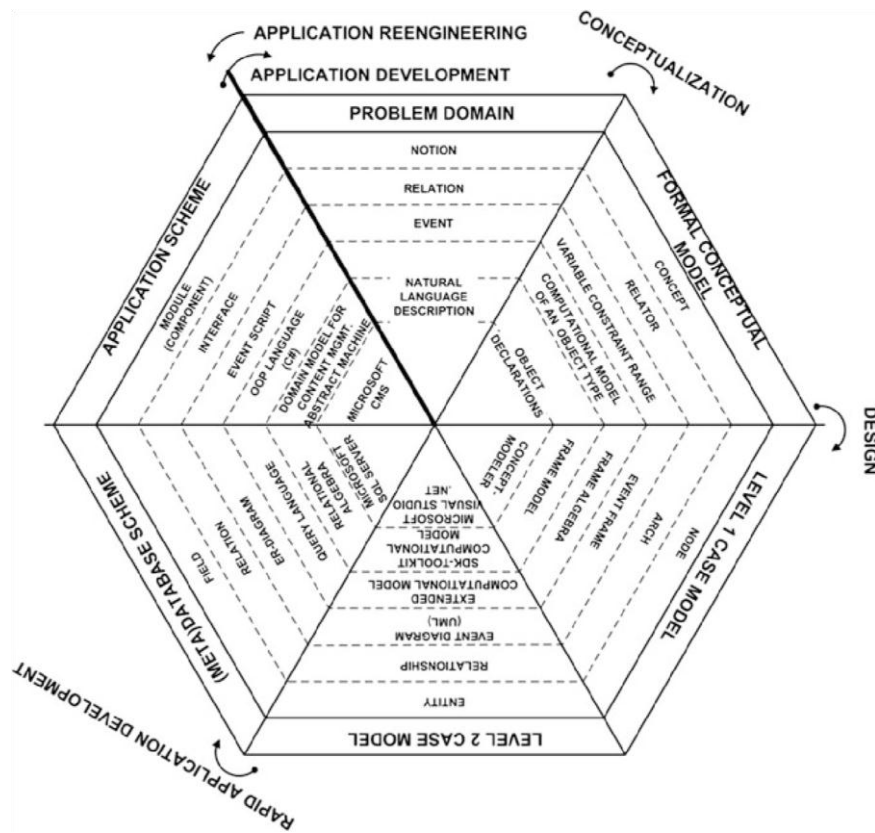 APPLICATION REENGINEERING
APPLICATION DEVELOPMENT
CONCEPTUALIZATION
PROBLEM DOMAIN
NOTION
RELATION
EVENT
NATURAL
LANGUAGE
DESCRIPTION
FORMAL CONCEPTUAL
MODEL
CONCEPT
RELATOR
VARIABLE CONSTRAINT RANGE
COMPUTATIONAL MODEL
OF AN OBJECT TYPE
OBJECT
DECLARATIONS
DESIGN
LEVEL 1 CASE MODEL
NODE
ARCH
EVENT FRAME
FRAME ALGEBRA
FRAME MODEL
CONCEPT-
MODELER
LEVEL 2 CASE MODEL
ENTITY
RELATIONSHIP
EVENT DIAGRAM
(UML)
EXTENDED
COMPUTATIONAL MODEL
SDK-TOOLKIT
COMPUTATIONAL
MODEL
MICROSOFT
VISUAL STUDIO
.NET
RAPID APPLICATION DEVELOPMENT
(META)DATABASE SCHEME
FIELD
RELATION
ER-DIAGRAM
QUERY LANGUAGE
RELATIONAL
ALGEBRA
MICROSOFT
SQL SERVER
APPLICATION SCHEME
MODULE
(COMPONENT)
INTERFACE
EVENT SCRIPT
OOP LANGUAGE
(C#)
DOMAIN MODEL FOR
CONTENT MGMT.
ABSTRACT MACHINE
MICROSOFT
CMS